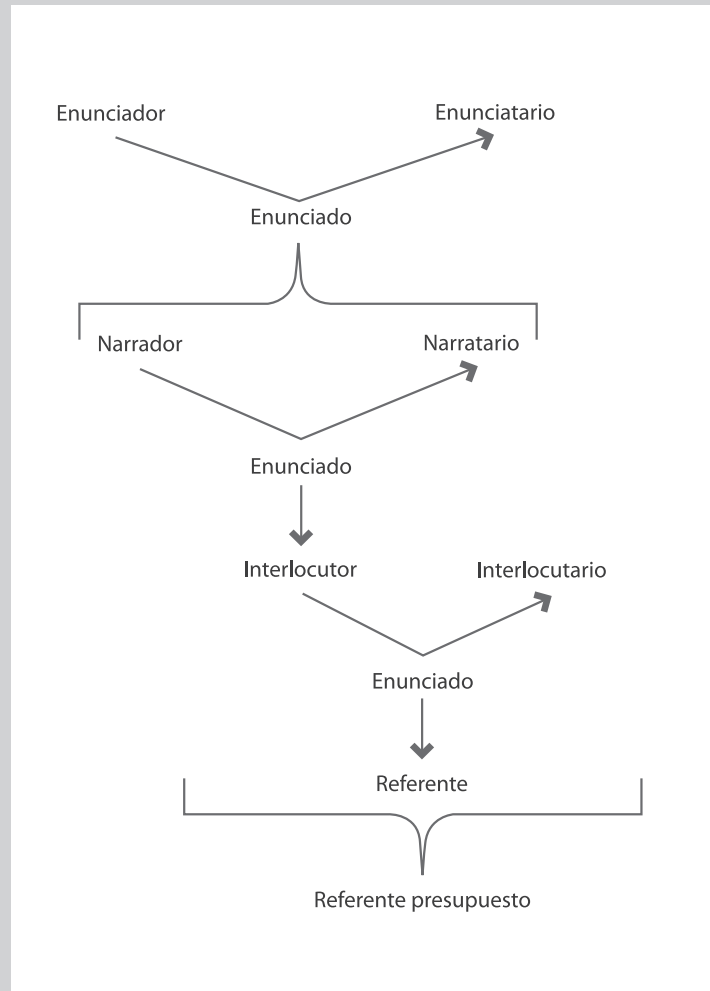 Enunciador
Enunciatario
Enunciado
Narrador
Narratario
Enunciado
Interlocutor
Interlocutario
Enunciado
Referente
Referente presupuesto